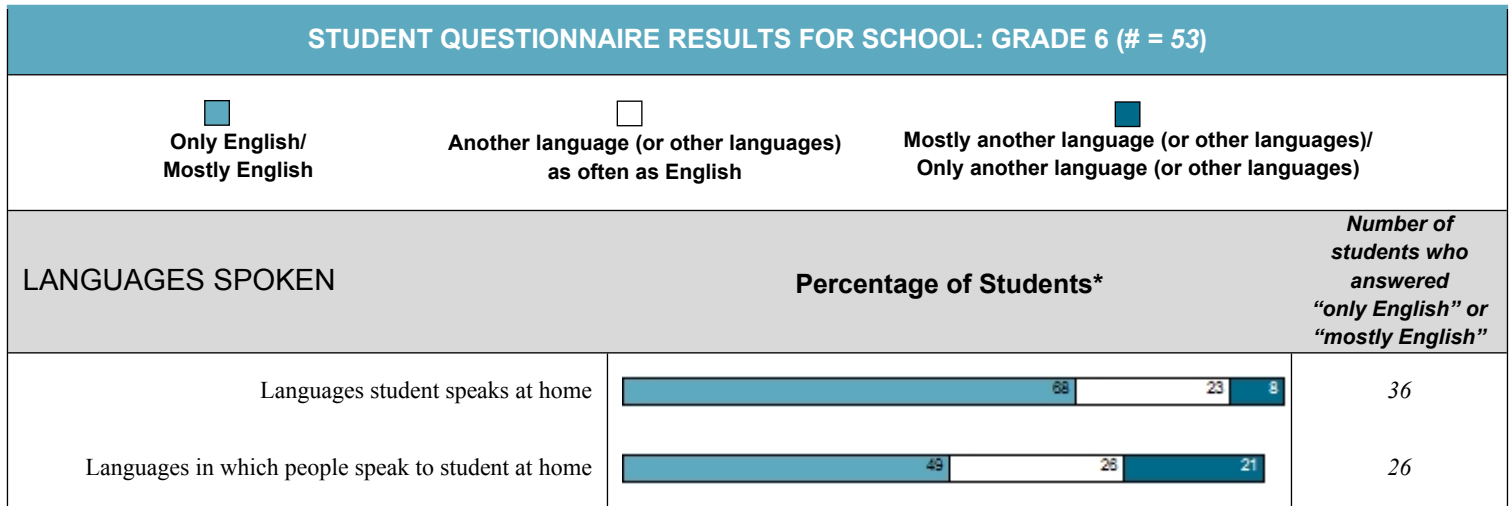 STUDENT QUESTIONNAIRE RESULTS FOR SCHOOL: GRADE 6 (# = 53)
Only English/
Mostly English
Another language (or other languages)
as often as English
Mostly another language (or other languages)/
Only another language (or other languages)
LANGUAGES SPOKEN
Percentage of Students*
Number of
students who
answered
“only English” or
“mostly English”
Languages student speaks at home 68 23 8 36
Languages in which people speak to student at home 49 26 21 26